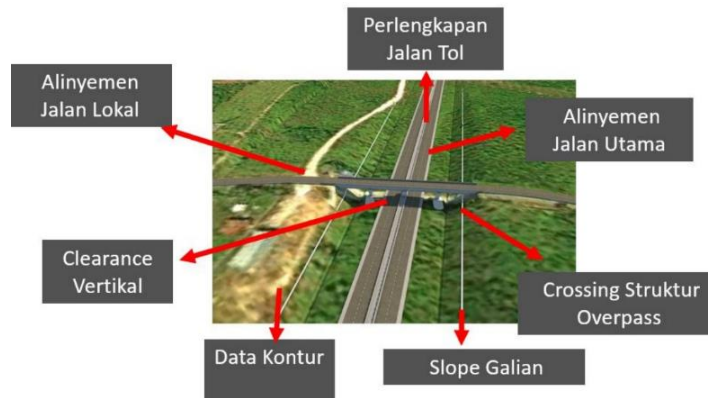 Perlengkapan
Jalan Tol
Alinyemen
Jalan Lokal
Alinyemen
Jalan Utama
Clearance
Vertikal
Crossing Struktur
Overpass
Data Kontur
Slope Galian